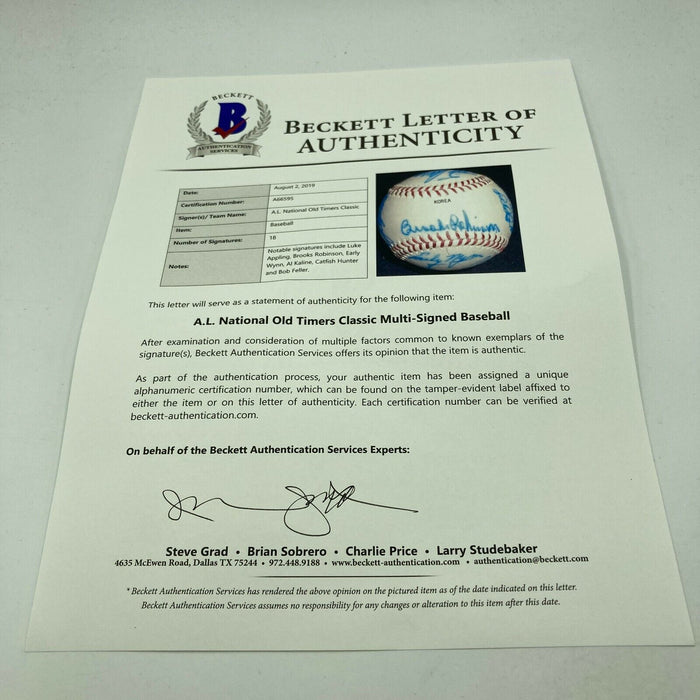 BECKETT
B
AUTHENTICATION
SERVICES
BECKETT LETTER OF
AUTHENTICITY
Date: August 2, 2019
Certification Number: A66595
Signer(s)/ Team Name: A.L. National Old Timers Classic
Item: Baseball
Number of Signatures: 18
Notes: Notable signatures include Luke
Appling, Brooks Robinson, Early
Wynn, Al Kaline, Catfish Hunter
and Bob Feller.
KOREA
Brooks Robinson
Early Wynn
This letter will serve as a statement of authenticity for the following item:
A.L. National Old Timers Classic Multi-Signed Baseball
After examination and consideration of multiple factors common to known exemplars of the
signature(s), Beckett Authentication Services offers its opinion that the item is authentic.
As part of the authentication process, your authentic item has been assigned a unique
alphanumeric certification number, which can be found on the tamper-evident label affixed to
either the item or on this letter of authenticity. Each certification number can be verified at
beckett-authentication.com.
On behalf of the Beckett Authentication Services Experts:
Steve Grad • Brian Sobrero • Charlie Price • Larry Studebaker
4635 McEwen Road, Dallas TX 75244 • 972.448.9188 • www.beckett-authentication.com • authentication@beckett.com
* Beckett Authentication Services has rendered the above opinion on the pictured item as of the date indicated on this letter.
Beckett Authentication Services assumes no responsibility for any changes or alteration to this item after this date.